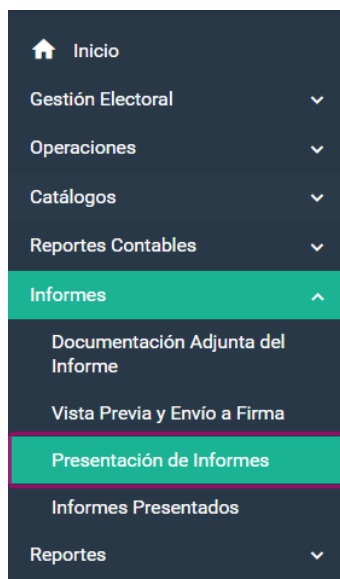 Inicio
Gestión Electoral
Operaciones
Catálogos
Reportes Contables
Informes
Documentación Adjunta del
Informe
Vista Previa y Envío a Firma
Presentación de Informes
Informes Presentados
Reportes